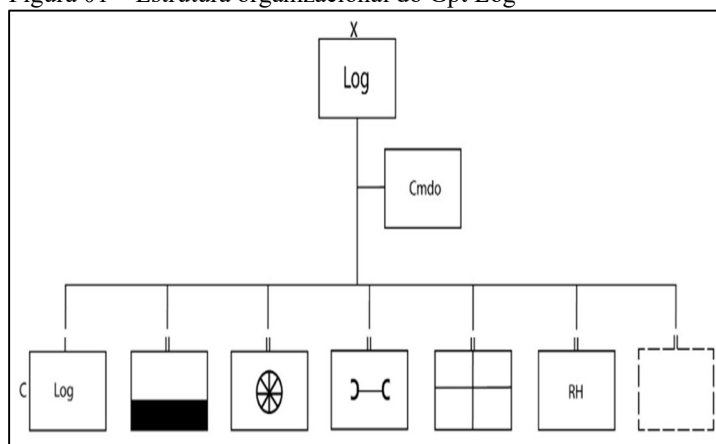 Figura 01 – Estrutura organizacional do Gpt Log
X
Log
Cmdo
C
Log
RH